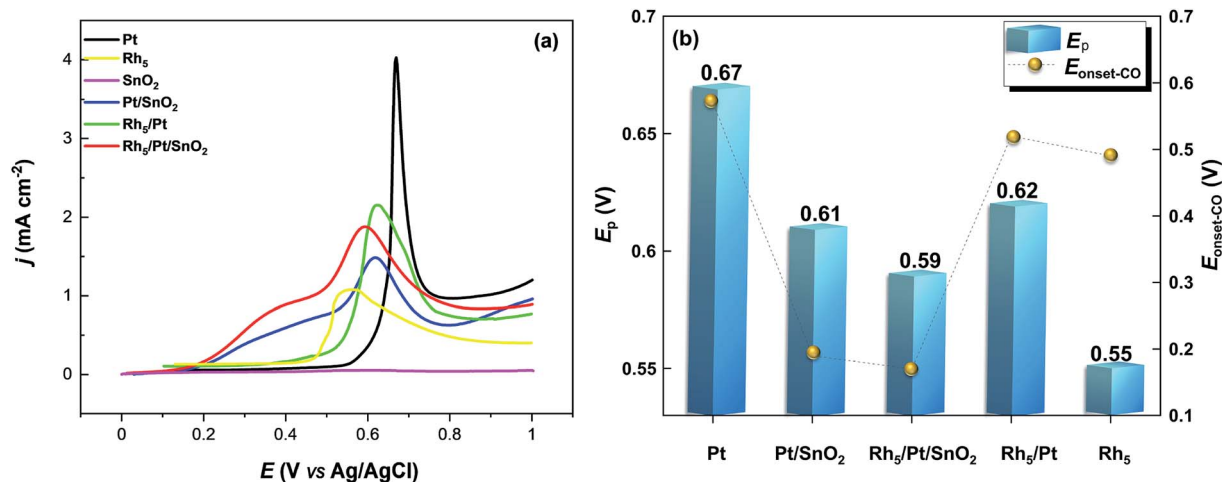 (a)
Pt
Rh₅
SnO₂
Pt/SnO₂
Rh₅/Pt
Rh₅/Pt/SnO₂
4
3
2
1
0
j (mA cm⁻²)
0 0.2 0.4 0.6 0.8 1
E (V vs Ag/AgCl)
(b)
Eₚ
E_onset-CO
0.7
0.65
0.6
0.55
Eₚ (V)
0.67
0.61
0.59
0.62
0.55
0.7
0.6
0.5
0.4
0.3
0.2
0.1
E_onset-CO (V)
Pt Pt/SnO₂ Rh₅/Pt/SnO₂ Rh₅/Pt Rh₅